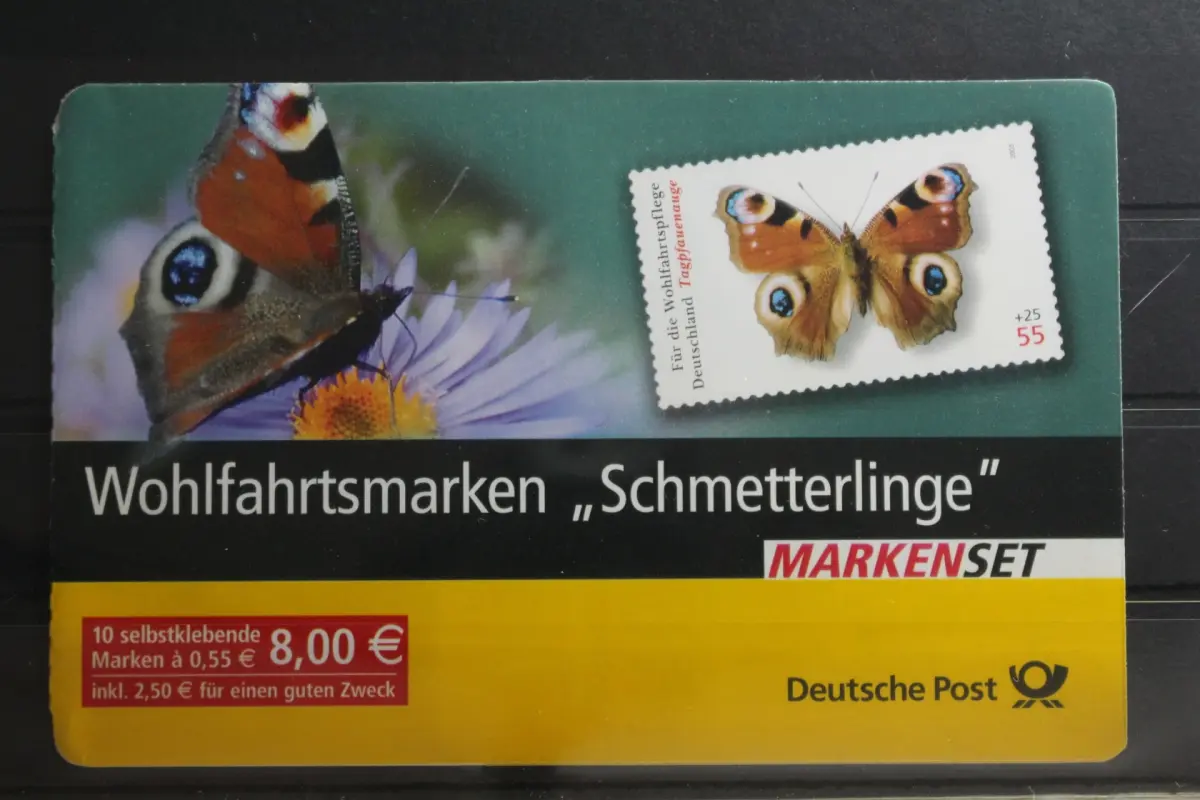 Für die Wohlfahrtspflege
Deutschland Tagpfauenauge
+25
55
Wohlfahrtsmarken „Schmetterlinge”
MARKENSET
10 selbstklebende
Marken à 0,55 € 8,00 €
inkl. 2,50 € für einen guten Zweck
Deutsche Post